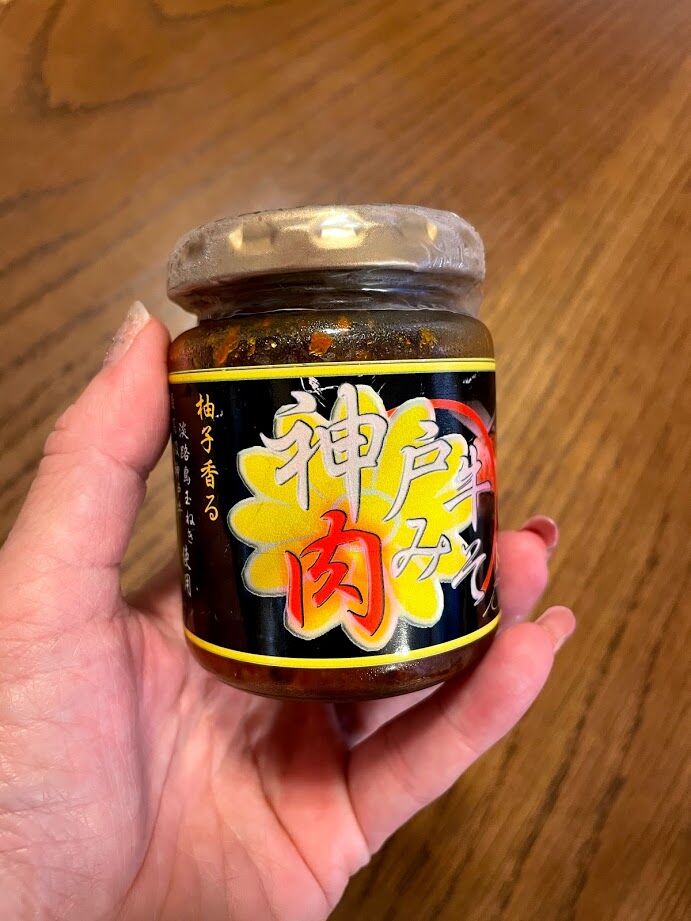 神戸牛
肉みそ
柚子香る
淡路島玉ねぎ使用